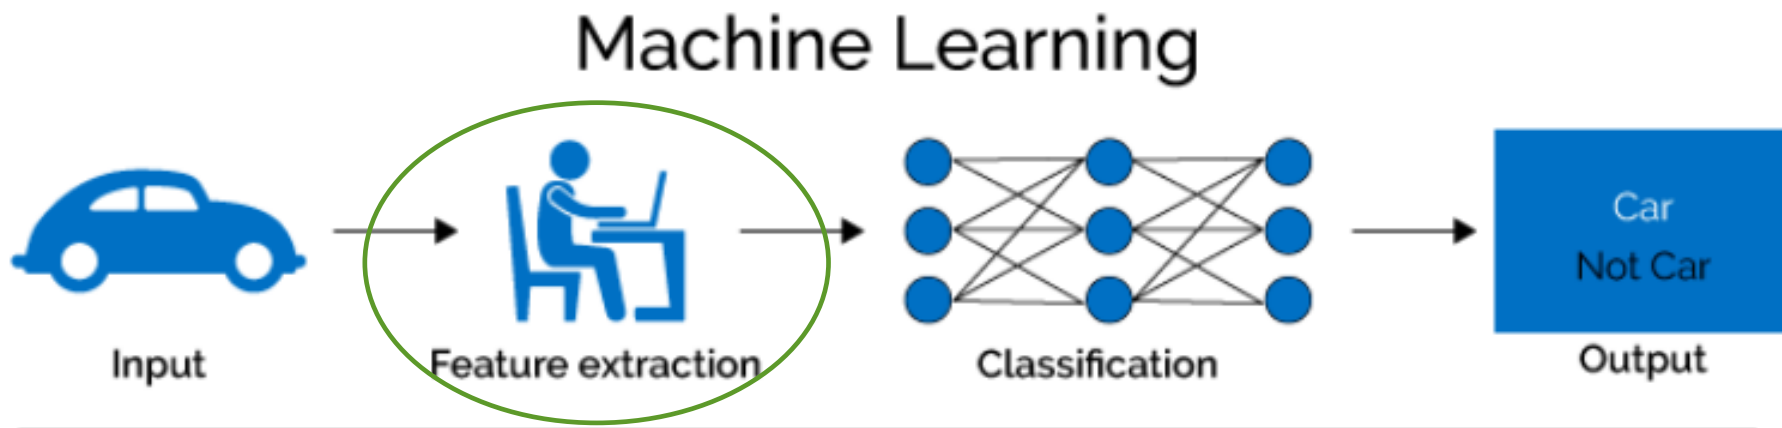 Machine Learning
Car
Not Car
Input
Feature extraction
Classification
Output